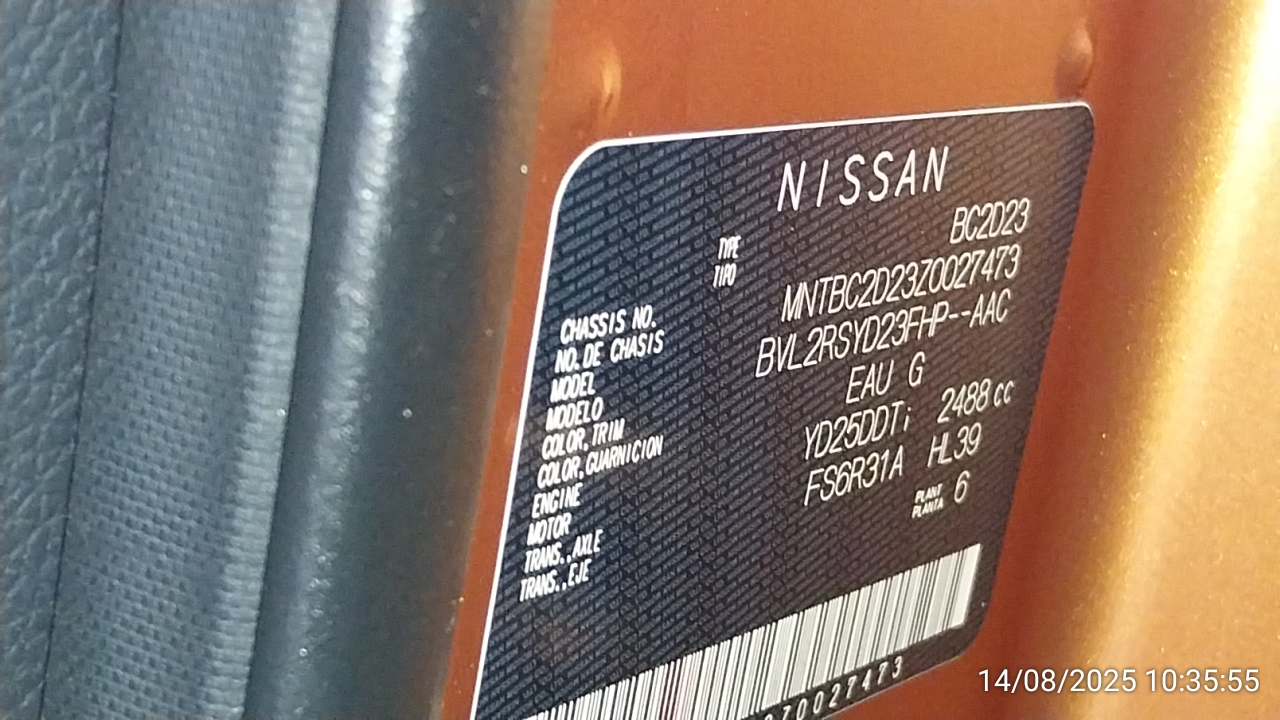 NISSAN
TYPE BC2D23
TIPO
CHASSIS NO. MNTBC2D23Z0027473
NO. DE CHASIS
MODEL BVL2RSYD23FHP--AAC
MODELO
COLOR, TRIM EAU G
COLOR, GUARNICION
ENGINE YD25DDTi 2488 cc
MOTOR
TRANS., AXLE FS6R31A HL39
TRANS., EJE
PLANT 6
PLANTA
Z0027473
14/08/2025 10:35:55